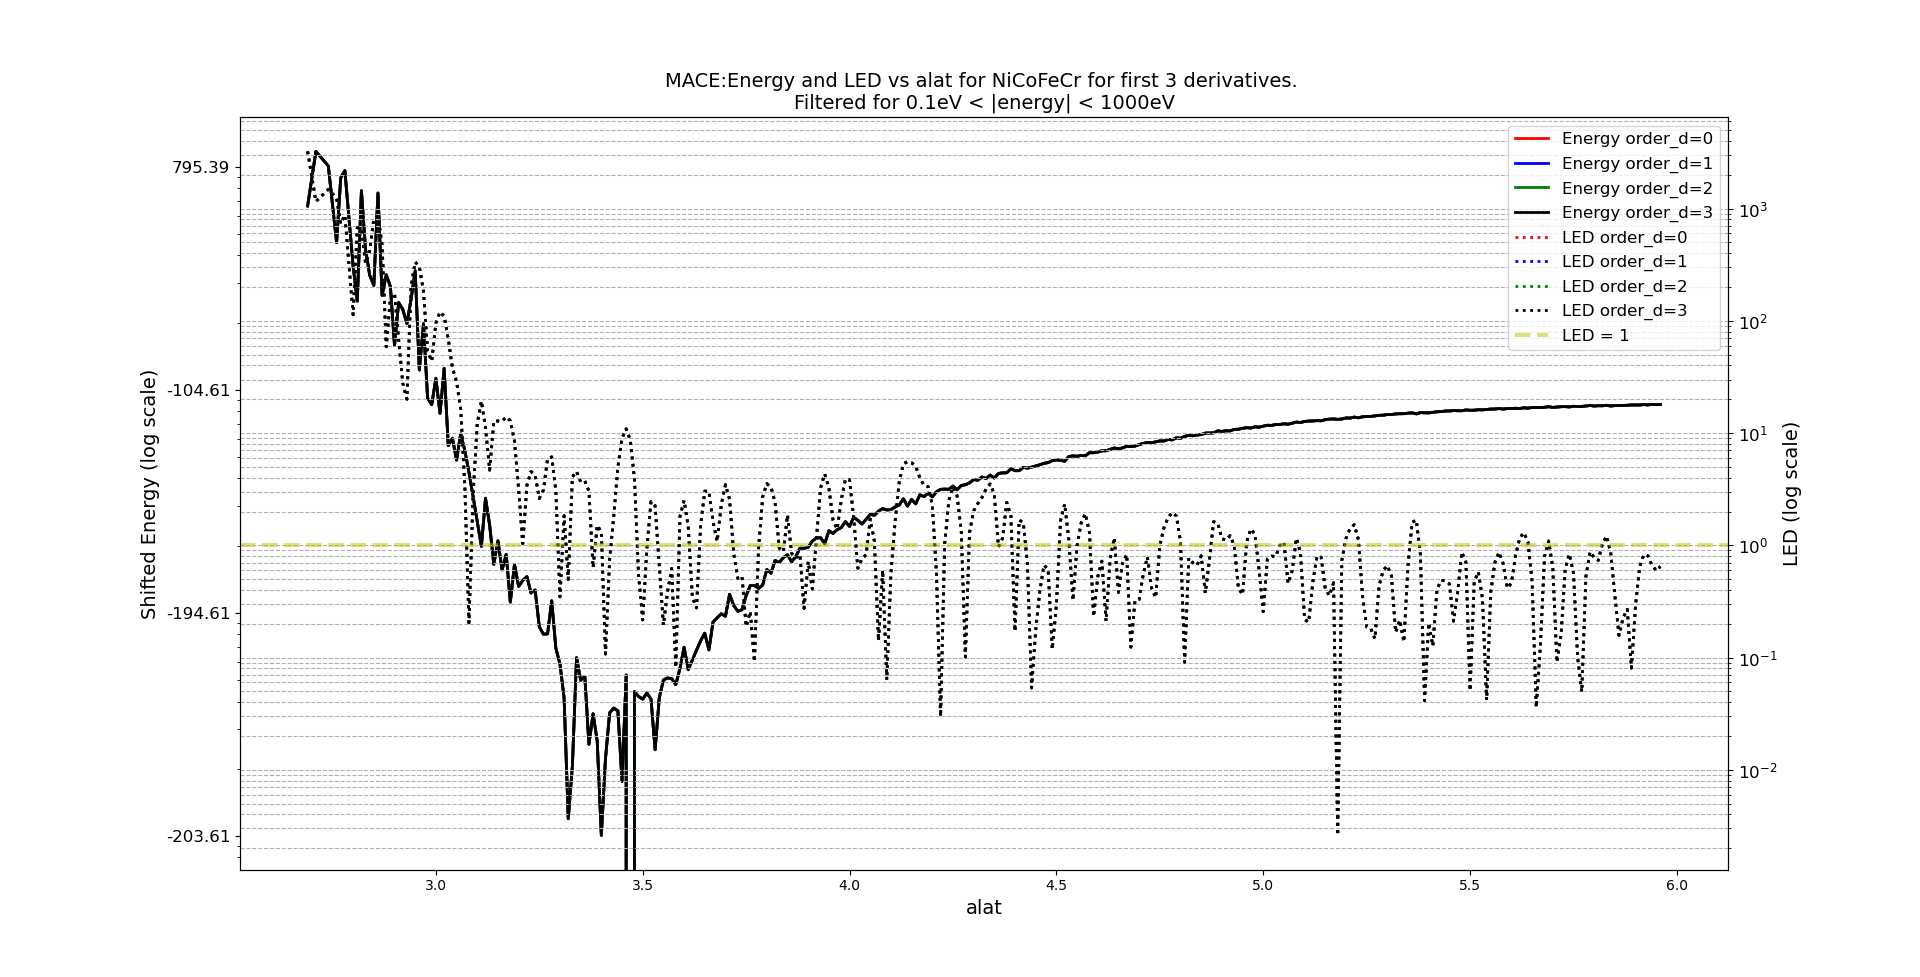 MACE:Energy and LED vs alat for NiCoFeCr for first 3 derivatives.
Filtered for 0.1eV < |energy| < 1000eV
Energy order_d=0
Energy order_d=1
Energy order_d=2
Energy order_d=3
LED order_d=0
LED order_d=1
LED order_d=2
LED order_d=3
LED = 1
Shifted Energy (log scale)
795.39
-104.61
-194.61
-203.61
10³
10²
10¹
10⁰
10⁻¹
10⁻²
LED (log scale)
3.0 3.5 4.0 4.5 5.0 5.5 6.0
alat